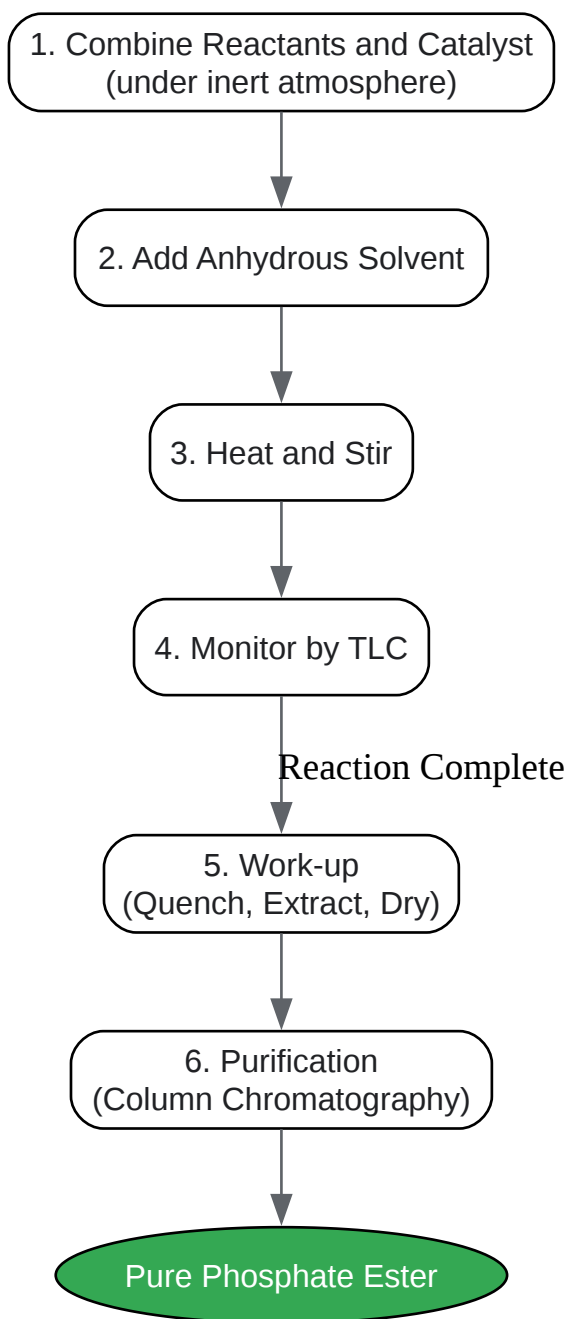 1. Combine Reactants and Catalyst
(under inert atmosphere)
2. Add Anhydrous Solvent
3. Heat and Stir
4. Monitor by TLC
Reaction Complete
5. Work-up
(Quench, Extract, Dry)
6. Purification
(Column Chromatography)
Pure Phosphate Ester